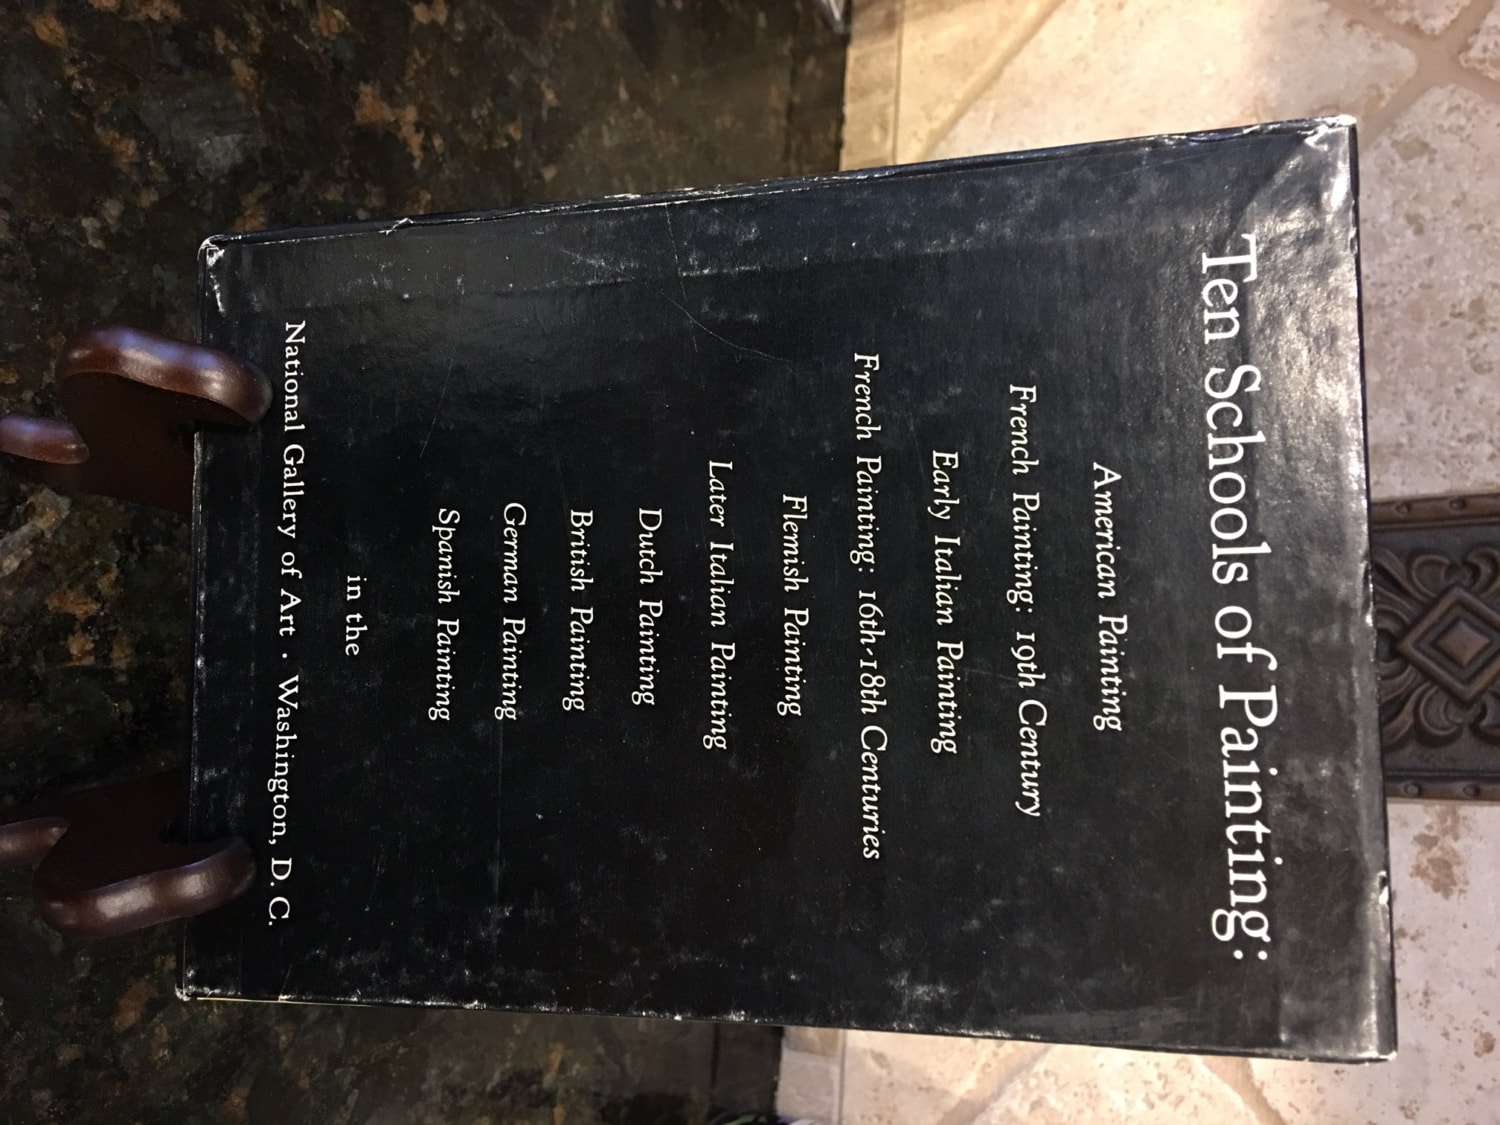 Ten Schools of Painting:
American Painting
French Painting: 19th Century
Early Italian Painting
French Painting: 16th-18th Centuries
Flemish Painting
Later Italian Painting
Dutch Painting
British Painting
German Painting
Spanish Painting
in the
National Gallery of Art · Washington, D. C.